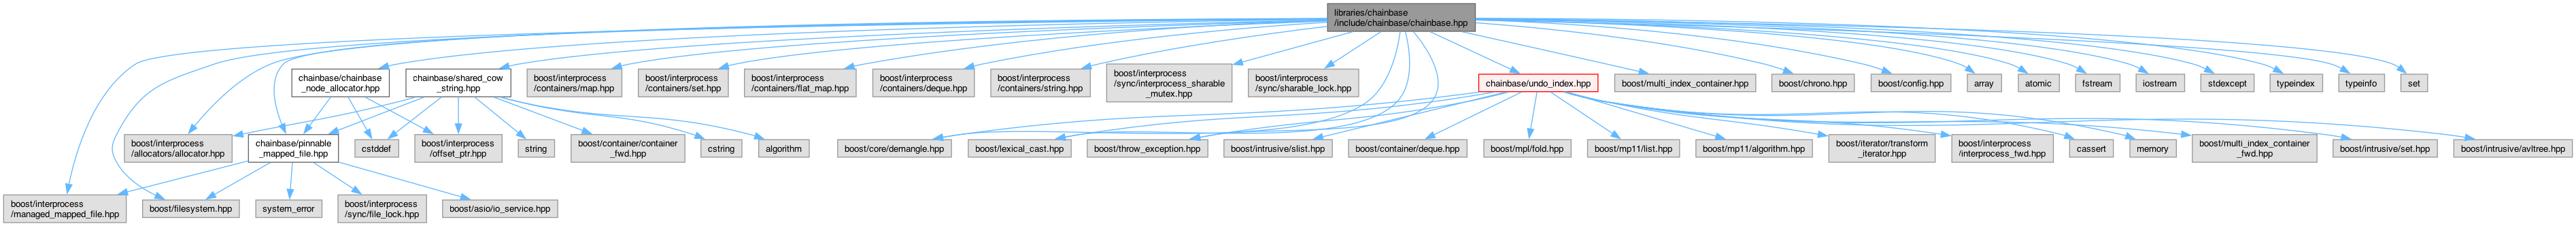 libraries/chainbase
/include/chainbase/chainbase.hpp
chainbase/chainbase
_node_allocator.hpp
chainbase/shared_cow
_string.hpp
boost/interprocess
/containers/map.hpp
boost/interprocess
/containers/set.hpp
boost/interprocess
/containers/flat_map.hpp
boost/interprocess
/containers/deque.hpp
boost/interprocess
/containers/string.hpp
boost/interprocess
/sync/interprocess_sharable
_mutex.hpp
boost/interprocess
/sync/sharable_lock.hpp
chainbase/undo_index.hpp
boost/multi_index_container.hpp
boost/chrono.hpp
boost/config.hpp
array
atomic
fstream
iostream
stdexcept
typeindex
typeinfo
set
boost/interprocess
/allocators/allocator.hpp
chainbase/pinnable
_mapped_file.hpp
cstddef
boost/interprocess
/offset_ptr.hpp
string
boost/container/container
_fwd.hpp
cstring
algorithm
boost/core/demangle.hpp
boost/lexical_cast.hpp
boost/throw_exception.hpp
boost/intrusive/slist.hpp
boost/container/deque.hpp
boost/mpl/fold.hpp
boost/mp11/list.hpp
boost/mp11/algorithm.hpp
boost/iterator/transform
_iterator.hpp
boost/interprocess
/interprocess_fwd.hpp
cassert
memory
boost/multi_index_container
_fwd.hpp
boost/intrusive/set.hpp
boost/intrusive/avltree.hpp
boost/interprocess
/managed_mapped_file.hpp
boost/filesystem.hpp
system_error
boost/interprocess
/sync/file_lock.hpp
boost/asio/io_service.hpp